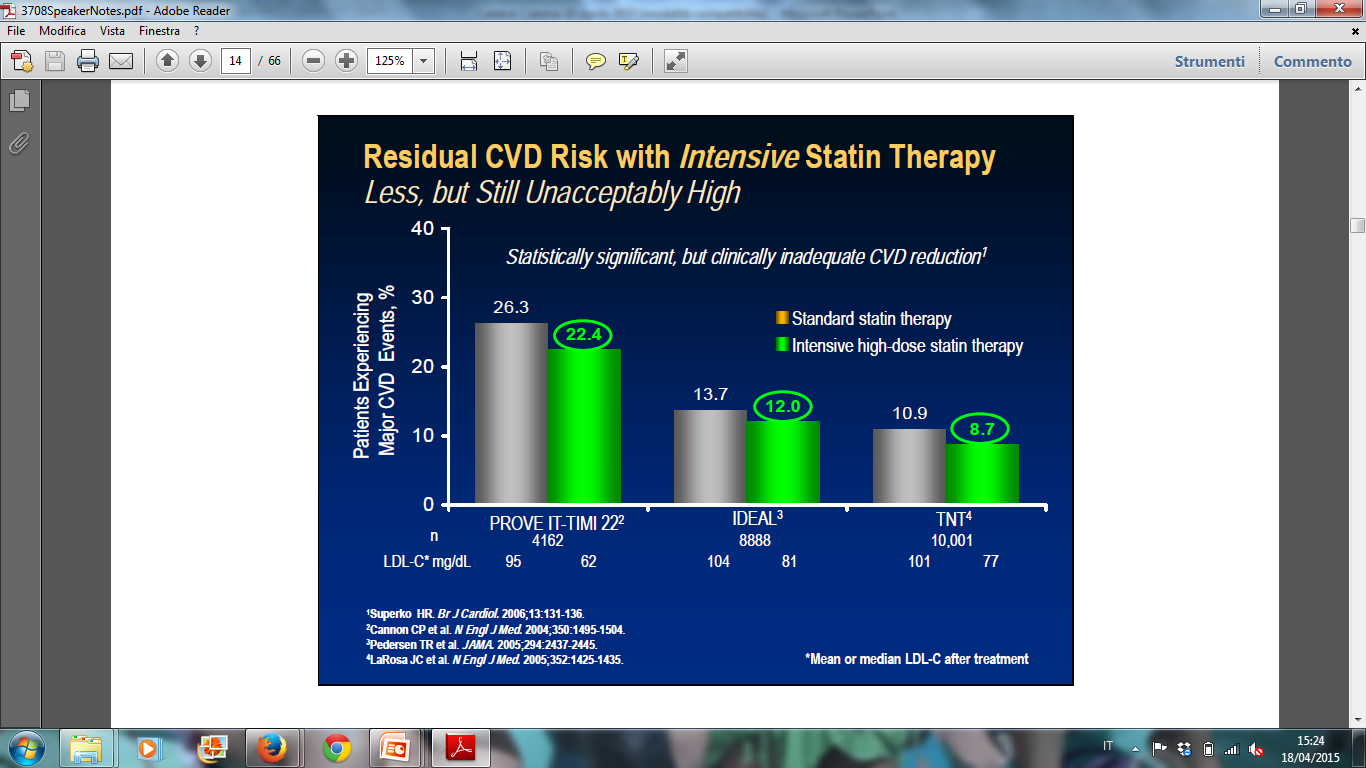 3708SpeakerNotes.pdf - Adobe Reader
File Modifica Vista Finestra ?
14 / 66 125% Strumenti Commento
Residual CVD Risk with Intensive Statin Therapy
Less, but Still Unacceptably High
Statistically significant, but clinically inadequate CVD reduction¹
Patients Experiencing
Major CVD Events, %
40
30
20
10
0
26.3
22.4
13.7
12.0
10.9
8.7
Standard statin therapy
Intensive high-dose statin therapy
PROVE IT-TIMI 22² IDEAL³ TNT⁴
n 4162 8888 10,001
LDL-C* mg/dL 95 62 104 81 101 77
¹Superko HR. Br J Cardiol. 2006;13:131-136.
²Cannon CP et al. N Engl J Med. 2004;350:1495-1504.
³Pedersen TR et al. JAMA. 2005;294:2437-2445.
⁴LaRosa JC et al. N Engl J Med. 2005;352:1425-1435.
*Mean or median LDL-C after treatment
IT
15:24
18/04/2015